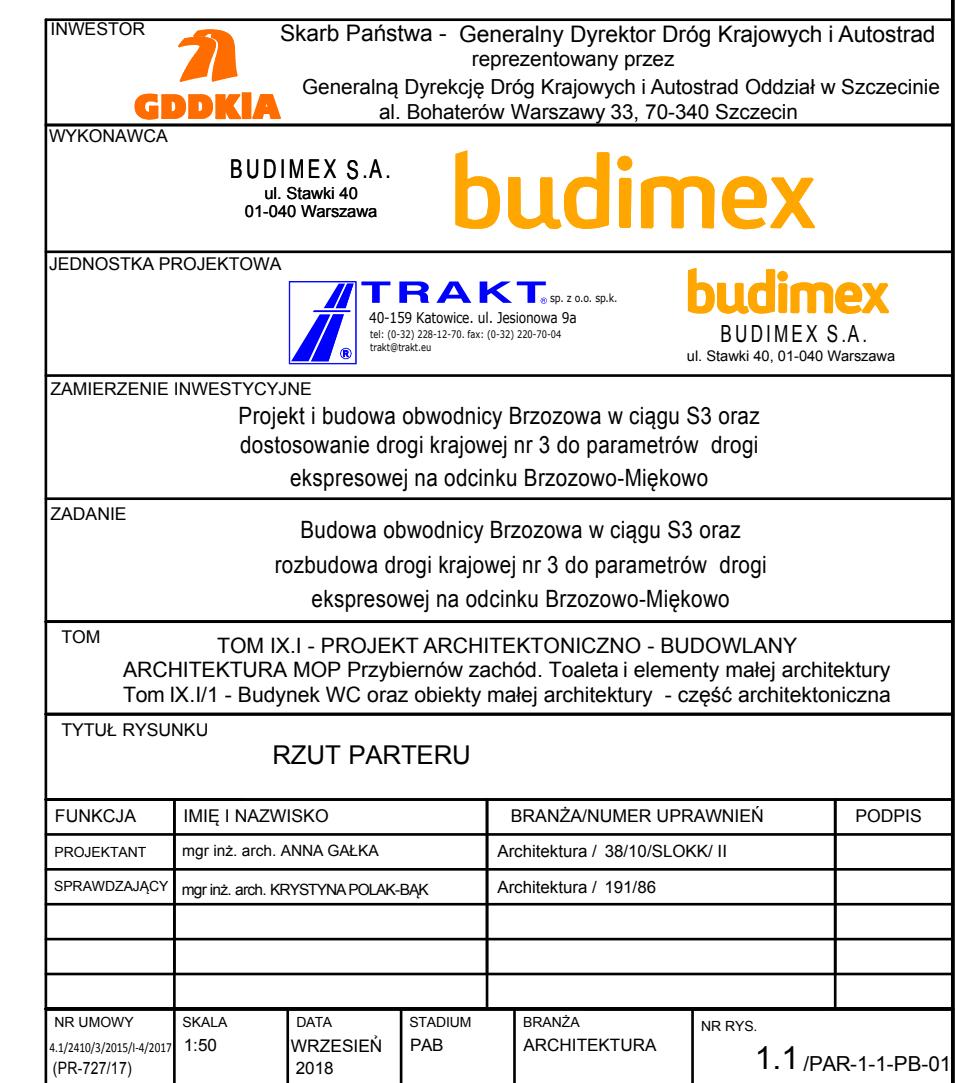 INWESTOR
GDDKIA
Skarb Państwa - Generalny Dyrektor Dróg Krajowych i Autostrad
reprezentowany przez
Generalną Dyrekcję Dróg Krajowych i Autostrad Oddział w Szczecinie
al. Bohaterów Warszawy 33, 70-340 Szczecin
WYKONAWCA
BUDIMEX S.A.
ul. Stawki 40
01-040 Warszawa
budimex
JEDNOSTKA PROJEKTOWA
TRAKT® sp. z o.o. sp.k.
40-159 Katowice. ul. Jesionowa 9a
tel: (0-32) 228-12-70. fax: (0-32) 220-70-04
trakt@trakt.eu
®
budimex
BUDIMEX S.A.
ul. Stawki 40, 01-040 Warszawa
ZAMIERZENIE INWESTYCYJNE
Projekt i budowa obwodnicy Brzozowa w ciągu S3 oraz
dostosowanie drogi krajowej nr 3 do parametrów drogi
ekspresowej na odcinku Brzozowo-Miękowo
ZADANIE
Budowa obwodnicy Brzozowa w ciągu S3 oraz
rozbudowa drogi krajowej nr 3 do parametrów drogi
ekspresowej na odcinku Brzozowo-Miękowo
TOM
TOM IX.I - PROJEKT ARCHITEKTONICZNO - BUDOWLANY
ARCHITEKTURA MOP Przybiernów zachód. Toaleta i elementy małej architektury
Tom IX.I/1 - Budynek WC oraz obiekty małej architektury - część architektoniczna
TYTUŁ RYSUNKU
RZUT PARTERU
FUNKCJA IMIĘ I NAZWISKO BRANŻA/NUMER UPRAWNIEŃ PODPIS
PROJEKTANT mgr inż. arch. ANNA GAŁKA Architektura / 38/10/SLOKK/ II
SPRAWDZAJĄCY mgr inż. arch. KRYSTYNA POLAK-BĄK Architektura / 191/86
NR UMOWY
4.1/2410/3/2015/I-4/2017
(PR-727/17)
SKALA
1:50
DATA
WRZESIEŃ
2018
STADIUM
PAB
BRANŻA
ARCHITEKTURA
NR RYS.
1.1 /PAR-1-1-PB-01